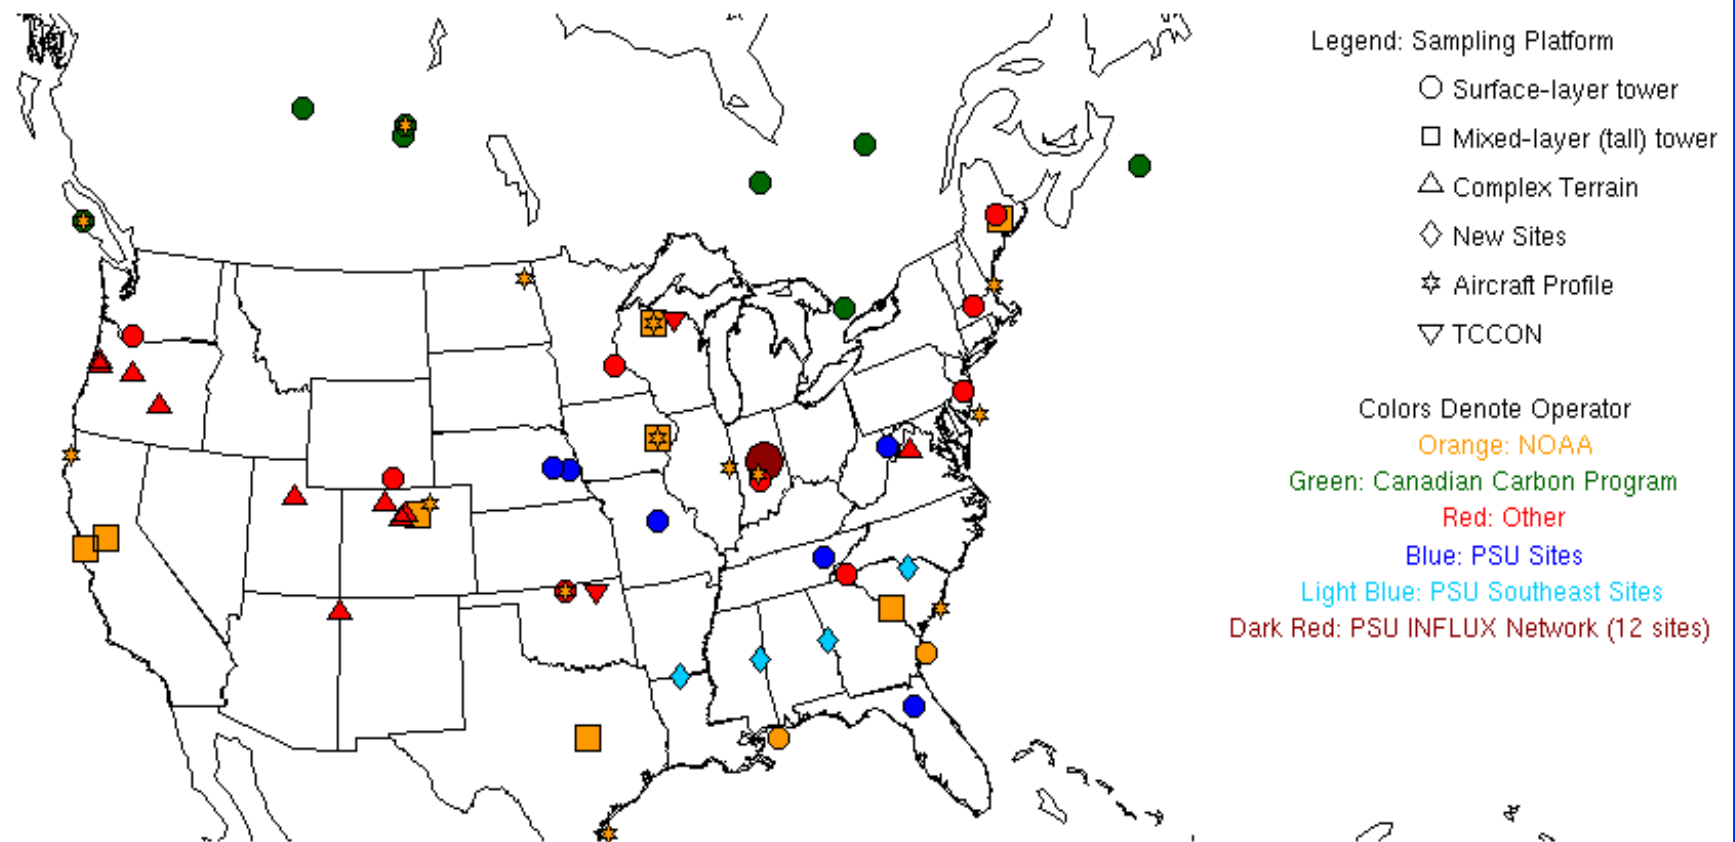 Legend: Sampling Platform
Surface-layer tower
Mixed-layer (tall) tower
Complex Terrain
New Sites
Aircraft Profile
TCCON
Colors Denote Operator
Orange: NOAA
Green: Canadian Carbon Program
Red: Other
Blue: PSU Sites
Light Blue: PSU Southeast Sites
Dark Red: PSU INFLUX Network (12 sites)